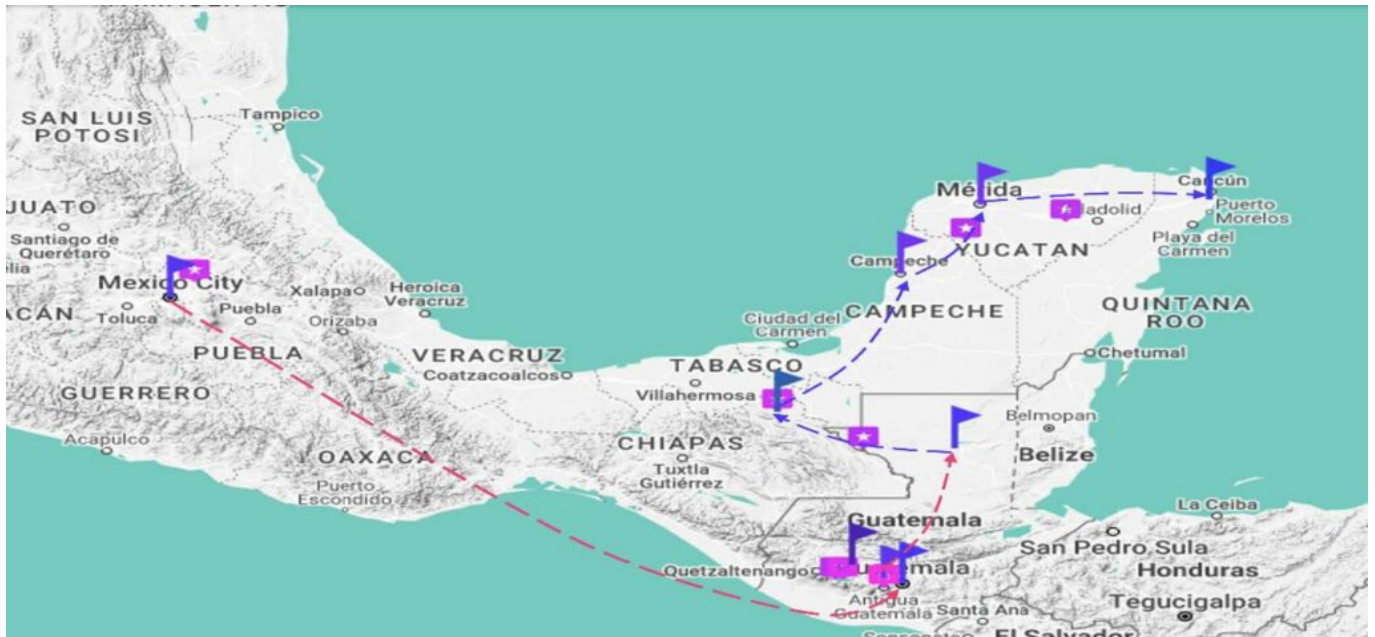 SAN LUIS
POTOSI
Tampico
JUATO
Santiago de
Querétaro
Mexico City
Toluca
Puebla
Xalapa
Orizaba
Heroica
Veracruz
PUEBLA
VERACRUZ
Coatzacoalcos
GUERRERO
Acapulco
OAXACA
Puerto
Escondido
Mérida
Cancún
Puerto
Morelos
Playa del
Carmen
YUCATAN
Campeche
CAMPECHE
QUINTANA
ROO
Ciudad del
Carmen
Chetumal
TABASCO
Villahermosa
CHIAPAS
Tuxtla
Gutiérrez
Belmopan
Belize
La Ceiba
Guatemala
San Pedro Sula
Honduras
Quetzaltenango
Antigua
Guatemala
Santa Ana
Tegucigalpa
El Salvador